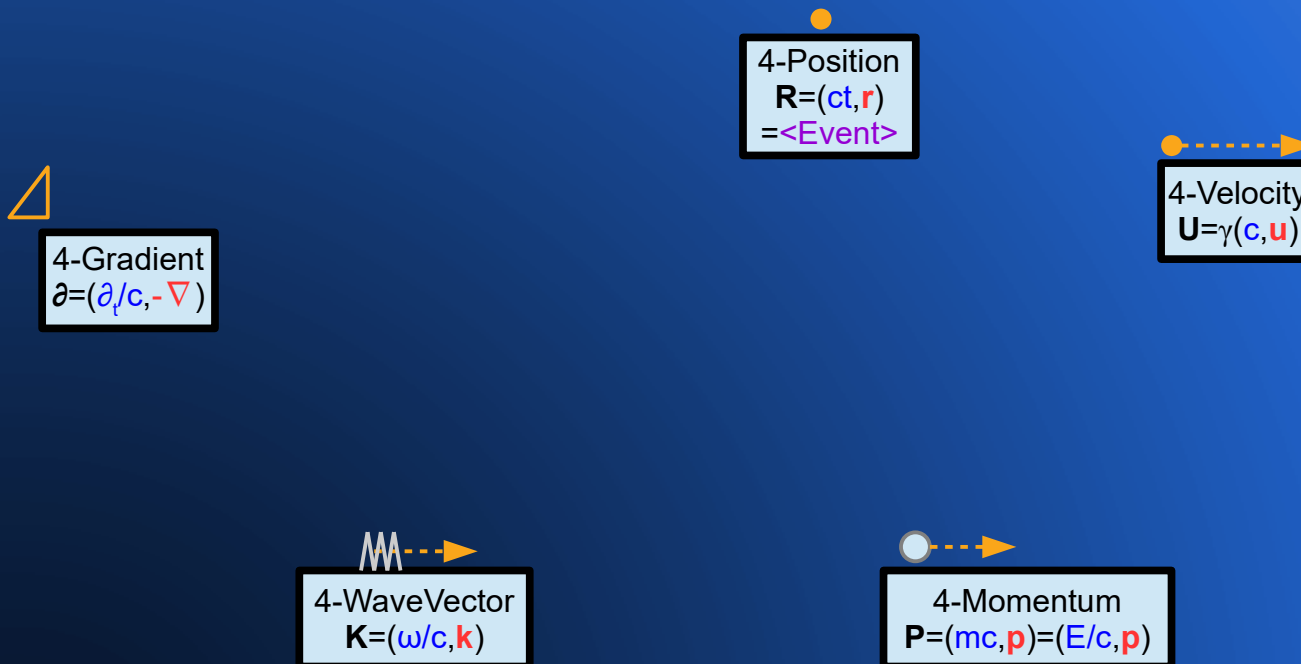 4-Position
R=(ct,r)
=<Event>
4-Velocity
U=γ(c,u)
4-Gradient
∂=(∂ₜ/c,-∇)
4-WaveVector
K=(ω/c,k)
4-Momentum
P=(mc,p)=(E/c,p)